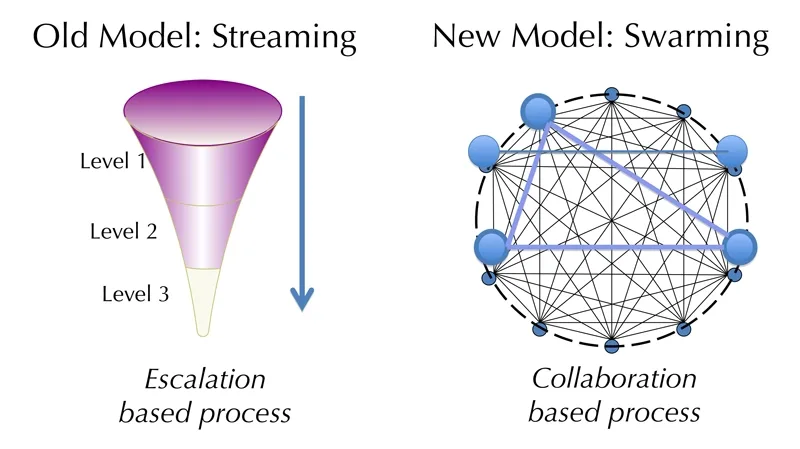 Old Model: Streaming
Level 1
Level 2
Level 3
Escalation
based process
New Model: Swarming
Collaboration
based process